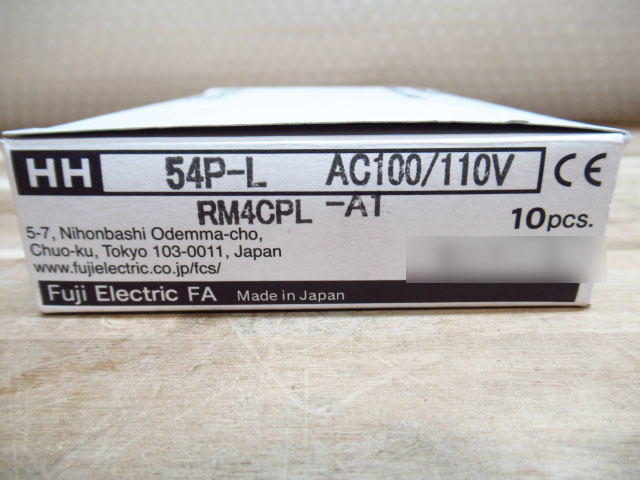 HH 54P-L AC100/110V CE
RM4CPL -A1
10pcs.
5-7, Nihonbashi Odemma-cho,
Chuo-ku, Tokyo 103-0011, Japan
www.fujielectric.co.jp/fcs/
Fuji Electric FA Made in Japan